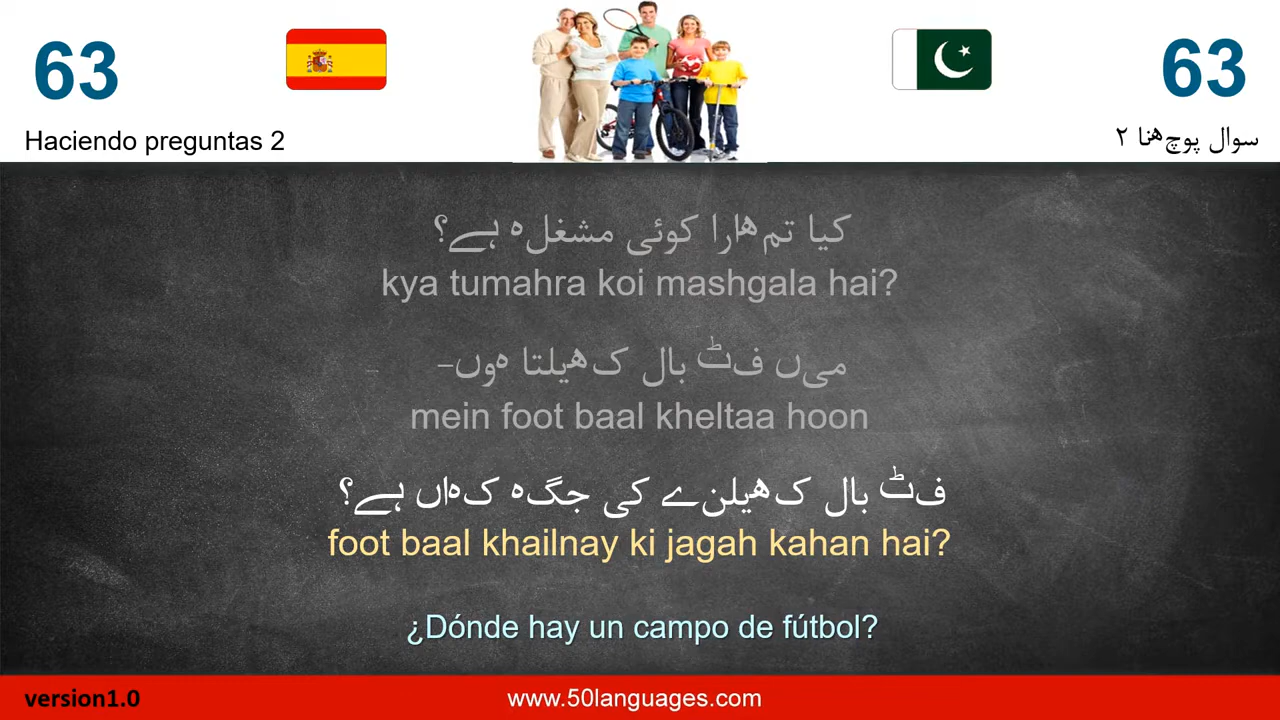 63
63
Haciendo preguntas 2
سوال پوچھنا ۲
کیا تمھارا کوئی مشغلہ ہے؟
kya tumahra koi mashgala hai?
میں فٹ بال کھیلتا ہوں-
mein foot baal kheltaa hoon
فٹ بال کھیلنے کی جگہ کہاں ہے؟
foot baal khailnay ki jagah kahan hai?
¿Dónde hay un campo de fútbol?
version1.0
www.50languages.com